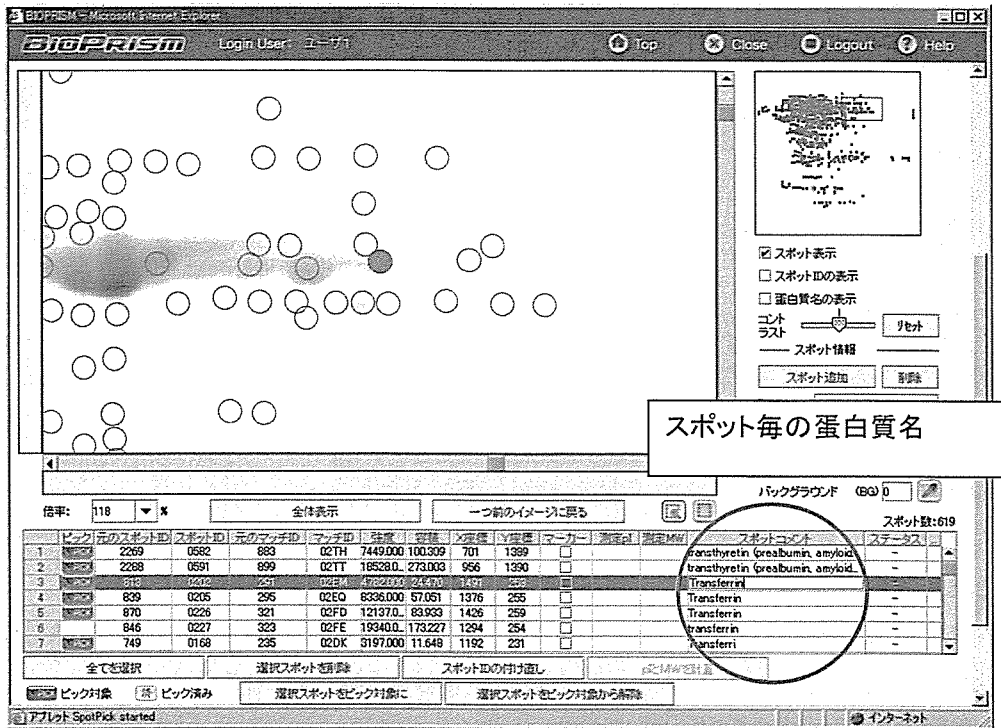 BIOPRISM - Microsoft Internet Explorer
BIOPRISM Login User: ユーザ1 Top Close Logout Help
スポット表示
スポットIDの表示
蛋白質名の表示
コントラスト リセット
スポット情報
スポット追加 削除
スポット毎の蛋白質名
バックグラウンド (BG) 0
倍率: 118 % 全体表示 一つ前のイメージに戻る
スポット数:619
ピック 元のスポットID スポットID 元のマッチID マッチID 強度 容積 X座標 Y座標 マーカー 測定pI 測定MW スポットコメント ステータス
1 2269 0582 883 02TH 7449.000 100.309 701 1389 transthyretin (prealbumin, amyloid -
2 2268 0591 899 02TT 18528.0... 273.003 956 1390 transthyretin (prealbumin, amyloid -
3 813 0202 291 02EM 4782.000 24.470 1491 253 Transferrin -
4 839 0205 295 02EQ 8336.000 57.051 1376 255 Transferrin -
5 870 0226 321 02FD 12137.0... 83.933 1426 259 Transferrin -
6 846 0227 323 02FE 19340.0... 173.227 1294 254 transferrin -
7 749 0168 235 02DK 3197.000 11.648 1192 231 Transferri -
全てを選択 選択スポットを削除 スポットIDの付け直し
ピック対象 ピック済み 選択スポットをピック対象に 選択スポットをピック対象から解除
アプレット SpotPick started インターネット